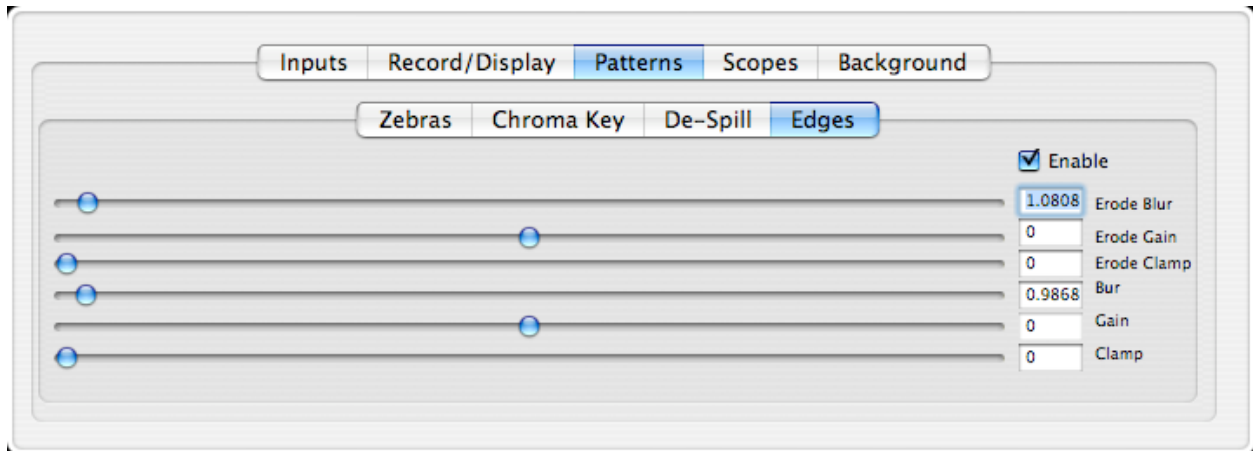 Inputs Record/Display Patterns Scopes Background
Zebras Chroma Key De-Spill Edges
Enable
1.0808 Erode Blur
0 Erode Gain
0 Erode Clamp
0.9868 Bur
0 Gain
0 Clamp